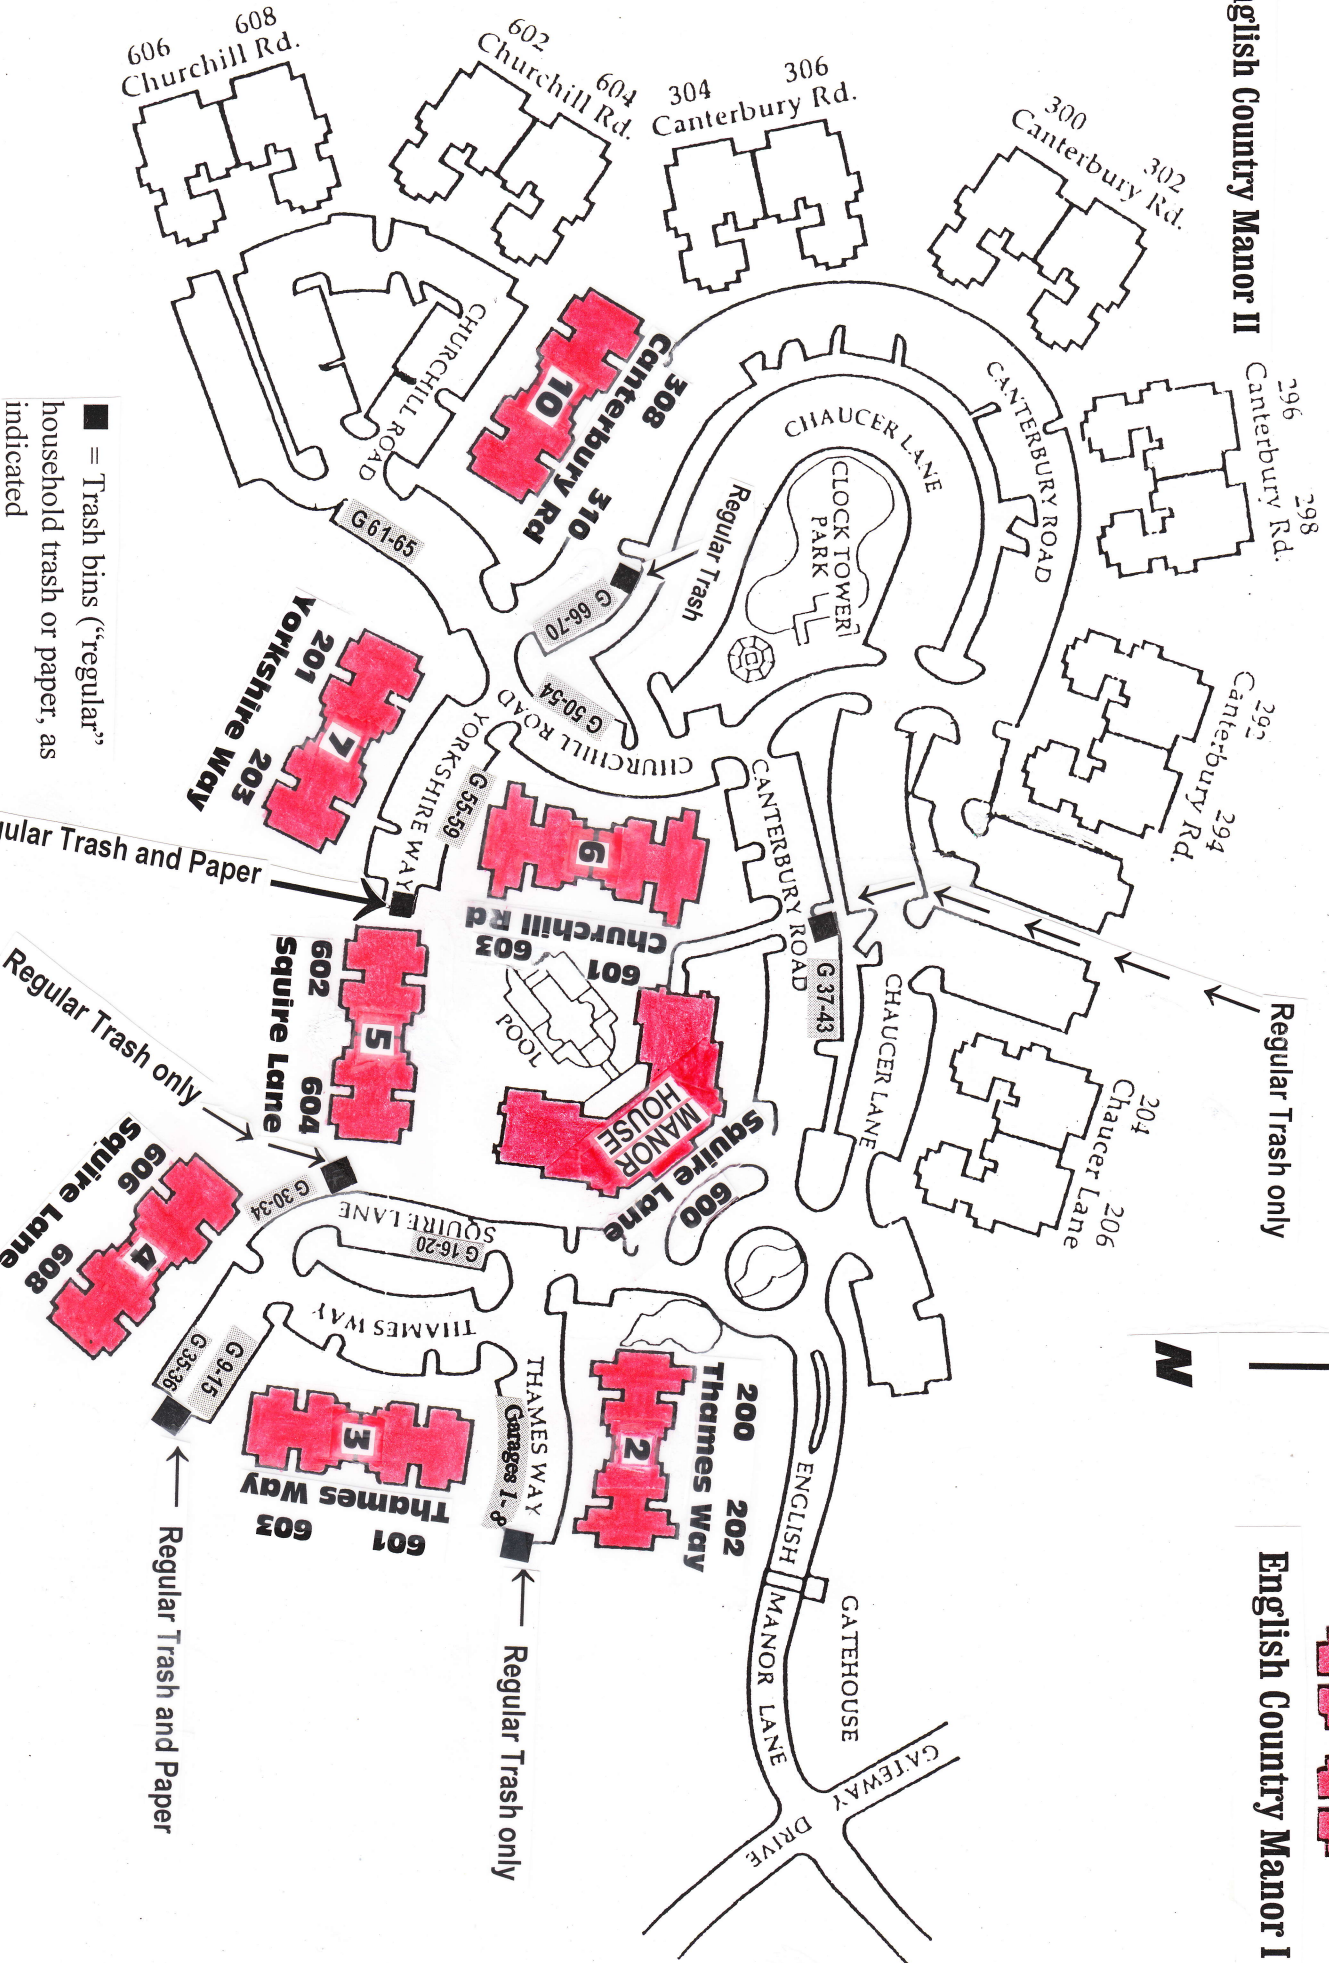 English Country Manor II
606
608
Churchill Rd.
602
604
Churchill Rd.
304
306
Canterbury Rd.
300
302
Canterbury Rd.
296
298
Canterbury Rd.
292
294
Canterbury Rd.
204
206
Chaucer Lane
308
310
Canterbury Rd
10
CHURCHILL ROAD
CHAUCER LANE
CANTERBURY ROAD
CLOCK TOWER
PARK
Regular Trash
G 61-65
G 66-70
G 50-54
CHURCHILL ROAD
YORKSHIRE WAY
G 55-59
7
201
203
Yorkshire Way
6
601
603
Churchill Rd
CANTERBURY ROAD
G 37-43
CHAUCER LANE
Regular Trash only
■ = Trash bins (“regular”
household trash or paper, as
indicated
gular Trash and Paper
5
602
604
Squire Lane
POOL
MANOR
HOUSE
600
Squire Lane
Regular Trash only
4
606
608
Squire Lane
G 30-34
SQUIRE LANE
G 16-20
THAMES WAY
G 9-15
G 35-36
3
601
603
Thames Way
THAMES WAY
Garages 1-8
2
200
202
Thames Way
Regular Trash and Paper
Regular Trash only
ENGLISH MANOR LANE
GATEHOUSE
GATEWAY
DRIVE
N
English Country Manor I